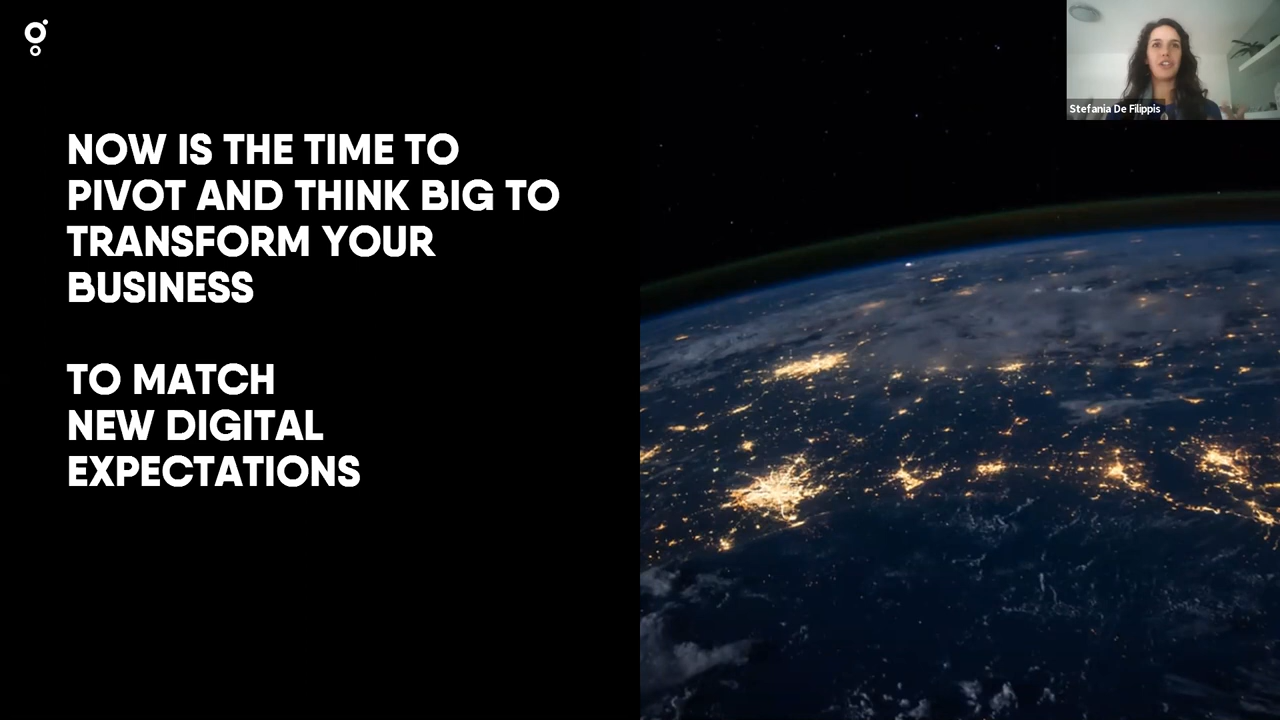 NOW IS THE TIME TO
PIVOT AND THINK BIG TO
TRANSFORM YOUR
BUSINESS
TO MATCH
NEW DIGITAL
EXPECTATIONS
Stefania De Filippis